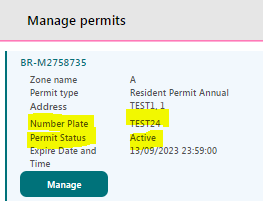 Manage permits
BR-M2758735
Zone name A
Permit type Resident Permit Annual
Address TEST1, 1
Number Plate TEST24
Permit Status Active
Expire Date and 13/09/2023 23:59:00
Time
Manage